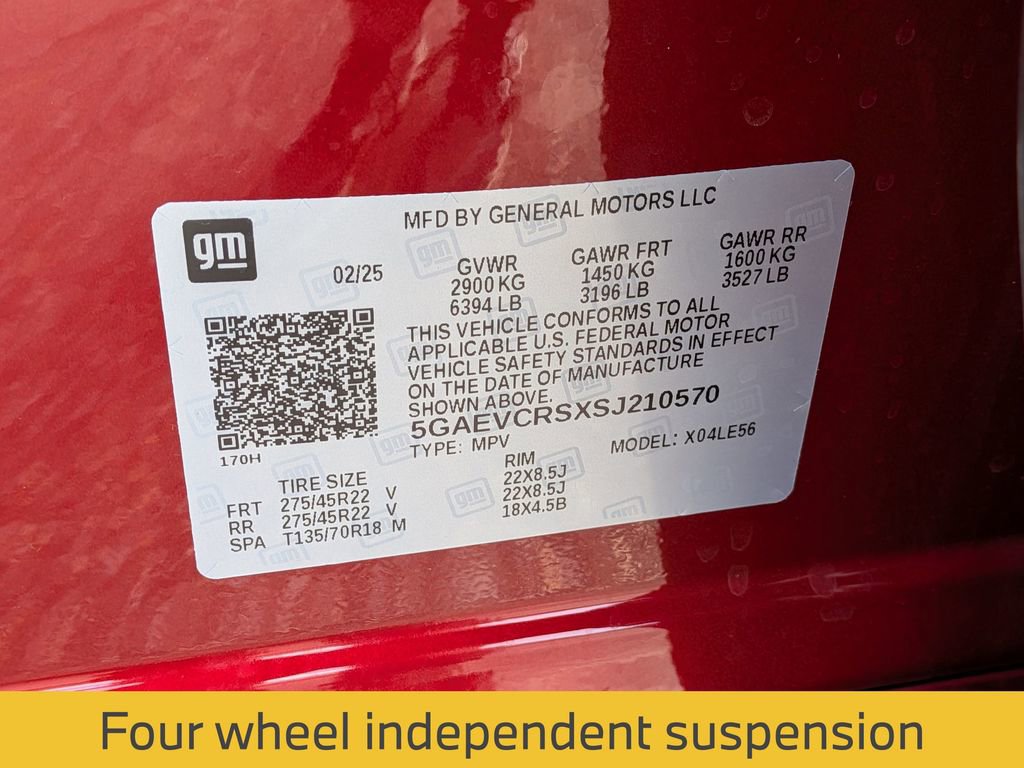 gm
MFD BY GENERAL MOTORS LLC
02/25
GVWR
2900 KG
6394 LB
GAWR FRT
1450 KG
3196 LB
GAWR RR
1600 KG
3527 LB
THIS VEHICLE CONFORMS TO ALL
APPLICABLE U.S. FEDERAL MOTOR
VEHICLE SAFETY STANDARDS IN EFFECT
ON THE DATE OF MANUFACTURE
SHOWN ABOVE.
5GAEVCRSXSJ210570
TYPE: MPV MODEL: X04LE56
170H
TIRE SIZE RIM
FRT 275/45R22 V 22X8.5J
RR 275/45R22 V 22X8.5J
SPA T135/70R18 M 18X4.5B
Four wheel independent suspension